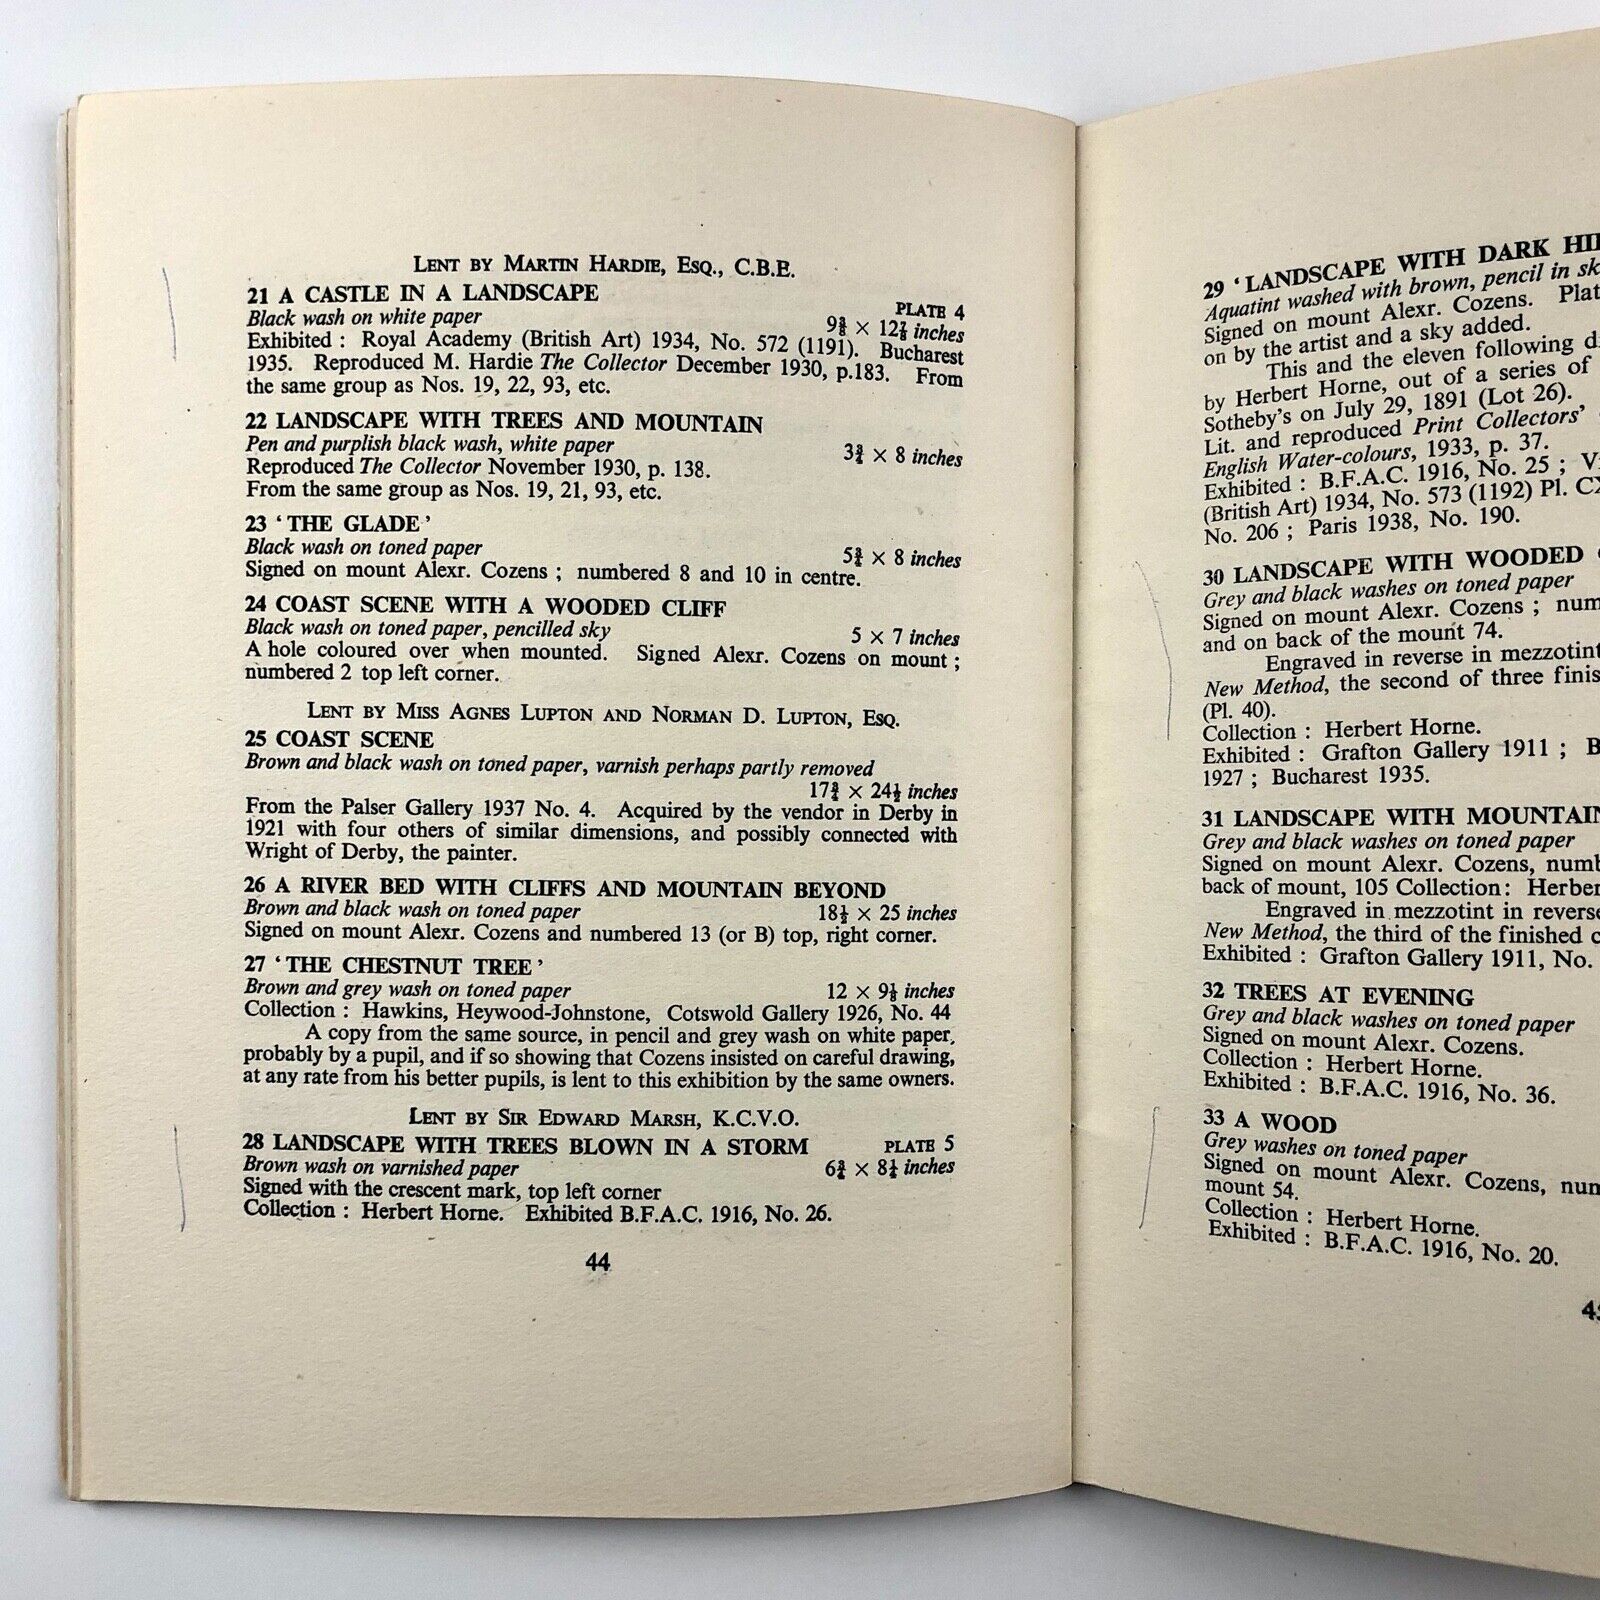 Lent by Martin Hardie, Esq., C.B.E.
21 A CASTLE IN A LANDSCAPE PLATE 4
Black wash on white paper 9⅜ × 12⅞ inches
Exhibited : Royal Academy (British Art) 1934, No. 572 (1191). Bucharest
1935. Reproduced M. Hardie The Collector December 1930, p.183. From
the same group as Nos. 19, 22, 93, etc.
22 LANDSCAPE WITH TREES AND MOUNTAIN
Pen and purplish black wash, white paper 3¾ × 8 inches
Reproduced The Collector November 1930, p. 138.
From the same group as Nos. 19, 21, 93, etc.
23 ‘THE GLADE’
Black wash on toned paper 5¾ × 8 inches
Signed on mount Alexr. Cozens ; numbered 8 and 10 in centre.
24 COAST SCENE WITH A WOODED CLIFF
Black wash on toned paper, pencilled sky 5 × 7 inches
A hole coloured over when mounted. Signed Alexr. Cozens on mount ;
numbered 2 top left corner.
Lent by Miss Agnes Lupton and Norman D. Lupton, Esq.
25 COAST SCENE
Brown and black wash on toned paper, varnish perhaps partly removed
17¾ × 24½ inches
From the Palser Gallery 1937 No. 4. Acquired by the vendor in Derby in
1921 with four others of similar dimensions, and possibly connected with
Wright of Derby, the painter.
26 A RIVER BED WITH CLIFFS AND MOUNTAIN BEYOND
Brown and black wash on toned paper 18½ × 25 inches
Signed on mount Alexr. Cozens and numbered 13 (or B) top, right corner.
27 ‘THE CHESTNUT TREE’
Brown and grey wash on toned paper 12 × 9⅛ inches
Collection : Hawkins, Heywood-Johnstone, Cotswold Gallery 1926, No. 44
A copy from the same source, in pencil and grey wash on white paper,
probably by a pupil, and if so showing that Cozens insisted on careful drawing,
at any rate from his better pupils, is lent to this exhibition by the same owners.
Lent by Sir Edward Marsh, K.C.V.O.
28 LANDSCAPE WITH TREES BLOWN IN A STORM PLATE 5
Brown wash on varnished paper 6¾ × 8¼ inches
Signed with the crescent mark, top left corner
Collection : Herbert Horne. Exhibited B.F.A.C. 1916, No. 26.
44
29 ‘LANDSCAPE WITH DARK
Aquatint washed with brown, pencil in
Signed on mount Alexr. Cozens.
on by the artist and a sky added.
This and the eleven following
by Herbert Horne, out of a series of
Sotheby's on July 29, 1891 (Lot 26).
Lit. and reproduced Print Collectors’
English Water-colours, 1933, p. 37.
Exhibited : B.F.A.C. 1916, No. 25 ;
(British Art) 1934, No. 573 (1192) Pl.
No. 206 ; Paris 1938, No. 190.
30 LANDSCAPE WITH WOODED
Grey and black washes on toned paper
Signed on mount Alexr. Cozens ;
and on back of the mount 74.
Engraved in reverse in mezzotint
New Method, the second of three
(Pl. 40).
Collection : Herbert Horne.
Exhibited : Grafton Gallery 1911 ;
1927 ; Bucharest 1935.
31 LANDSCAPE WITH
Grey and black washes on toned paper
Signed on mount Alexr. Cozens,
back of mount, 105 Collection:
Engraved in mezzotint in reverse
New Method, the third of the finished
Exhibited : Grafton Gallery 1911, No.
32 TREES AT EVENING
Grey and black washes on toned paper
Signed on mount Alexr. Cozens.
Collection : Herbert Horne.
Exhibited : B.F.A.C. 1916, No. 36.
33 A WOOD
Grey washes on toned paper
Signed on mount Alexr. Cozens,
mount 54.
Collection : Herbert Horne.
Exhibited : B.F.A.C. 1916, No. 20.